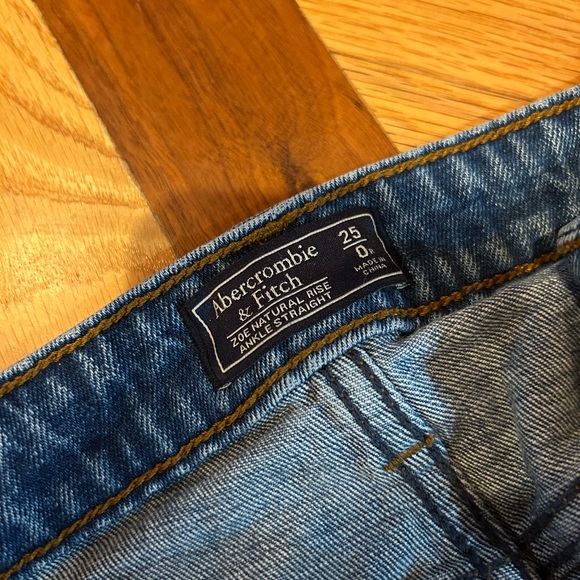 Abercrombie
& Fitch
ZOE NATURAL RISE
ANKLE STRAIGHT
25
0R
MADE IN
CHINA